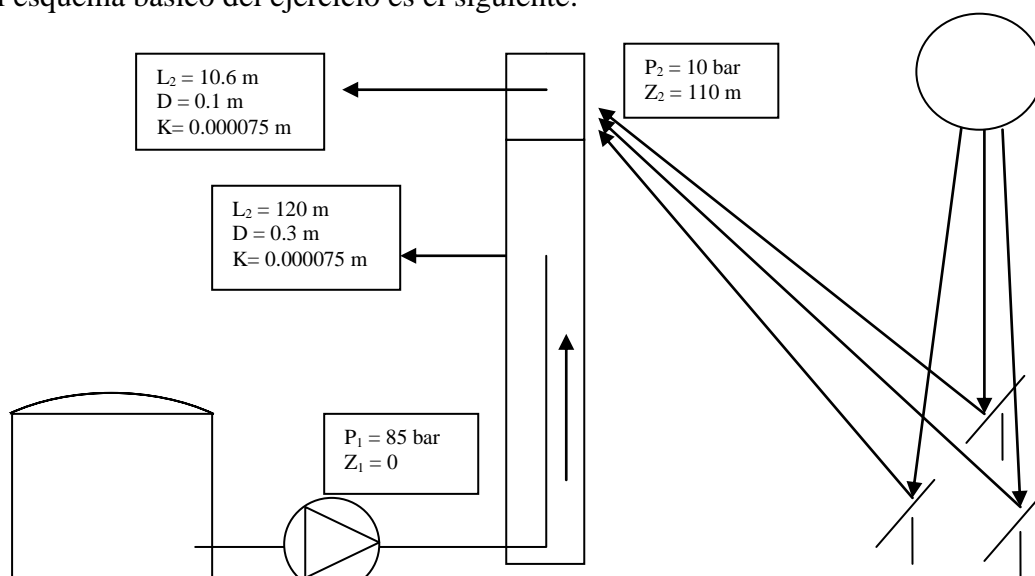 esquema básico del ejercicio es el siguiente:
L₂ = 10.6 m
D = 0.1 m
K= 0.000075 m
P₂ = 10 bar
Z₂ = 110 m
L₂ = 120 m
D = 0.3 m
K= 0.000075 m
P₁ = 85 bar
Z₁ = 0